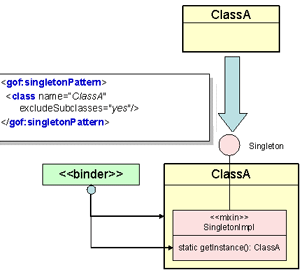 ClassA
<gof:singletonPattern>
<class name="ClassA"
excludeSubclasses="yes"/>
</gof:singletonPattern>
Singleton
<<binder>>
ClassA
<<mixin>>
SingletonImpl
static getInstance(): ClassA